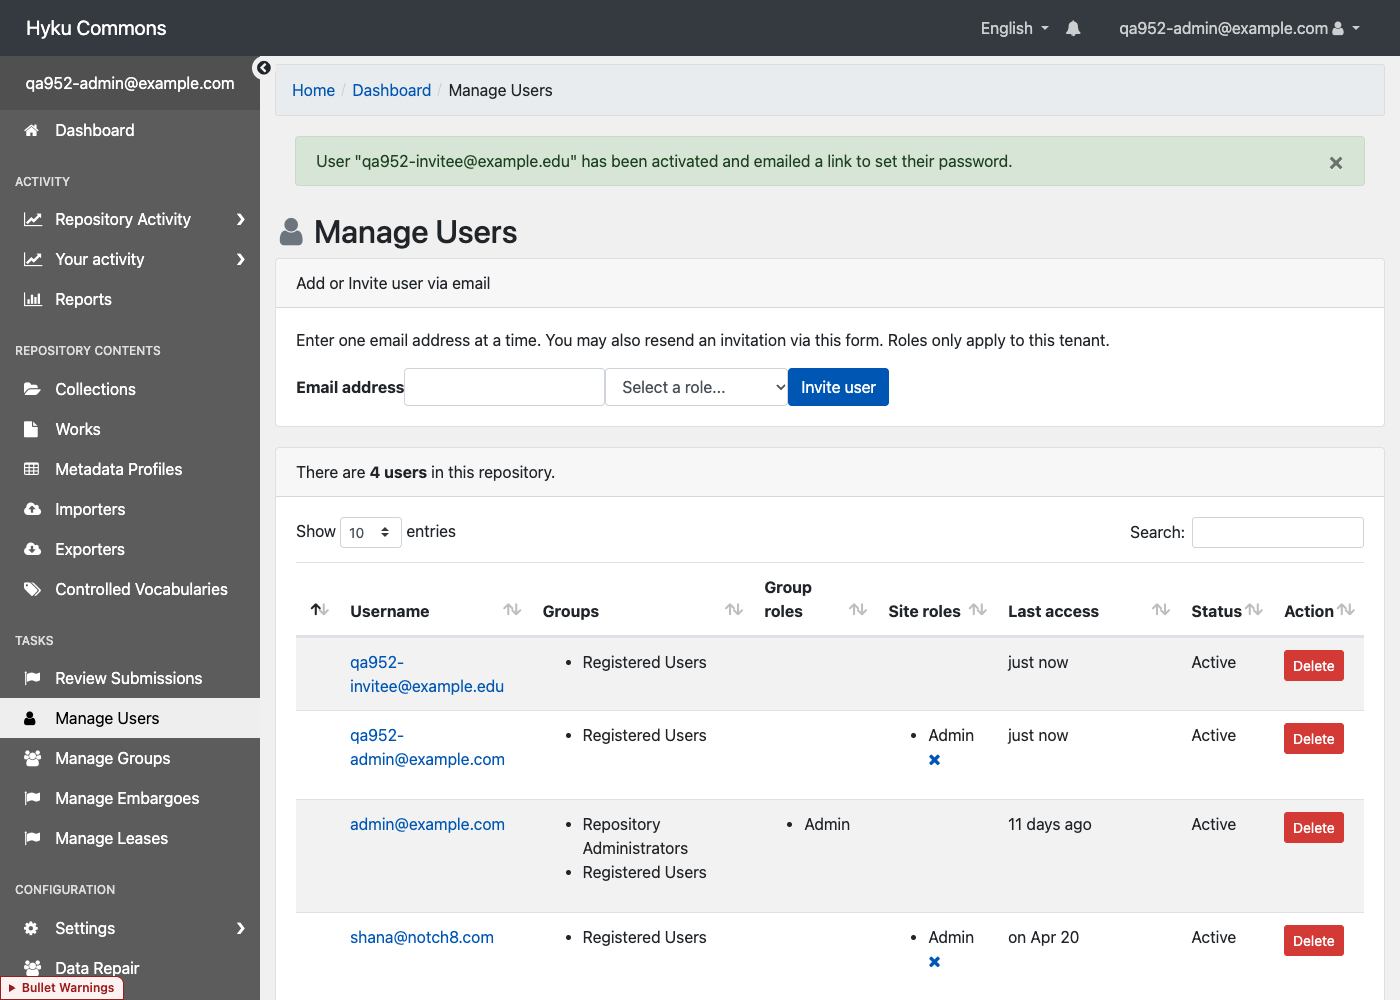 Hyku Commons
English
qa952-admin@example.com
qa952-admin@example.com
Dashboard
ACTIVITY
Repository Activity
Your activity
Reports
REPOSITORY CONTENTS
Collections
Works
Metadata Profiles
Importers
Exporters
Controlled Vocabularies
TASKS
Review Submissions
Manage Users
Manage Groups
Manage Embargoes
Manage Leases
CONFIGURATION
Settings
Data Repair
Bullet Warnings
Home / Dashboard / Manage Users
User "qa952-invitee@example.edu" has been activated and emailed a link to set their password.
Manage Users
Add or Invite user via email
Enter one email address at a time. You may also resend an invitation via this form. Roles only apply to this tenant.
Email address Select a role... Invite user
There are 4 users in this repository.
Show 10 entries
Search:
Username Groups Group roles Site roles Last access Status Action
qa952-invitee@example.edu Registered Users just now Active Delete
qa952-admin@example.com Registered Users Admin just now Active Delete
admin@example.com Repository Administrators Registered Users Admin 11 days ago Active Delete
shana@notch8.com Registered Users Admin on Apr 20 Active Delete